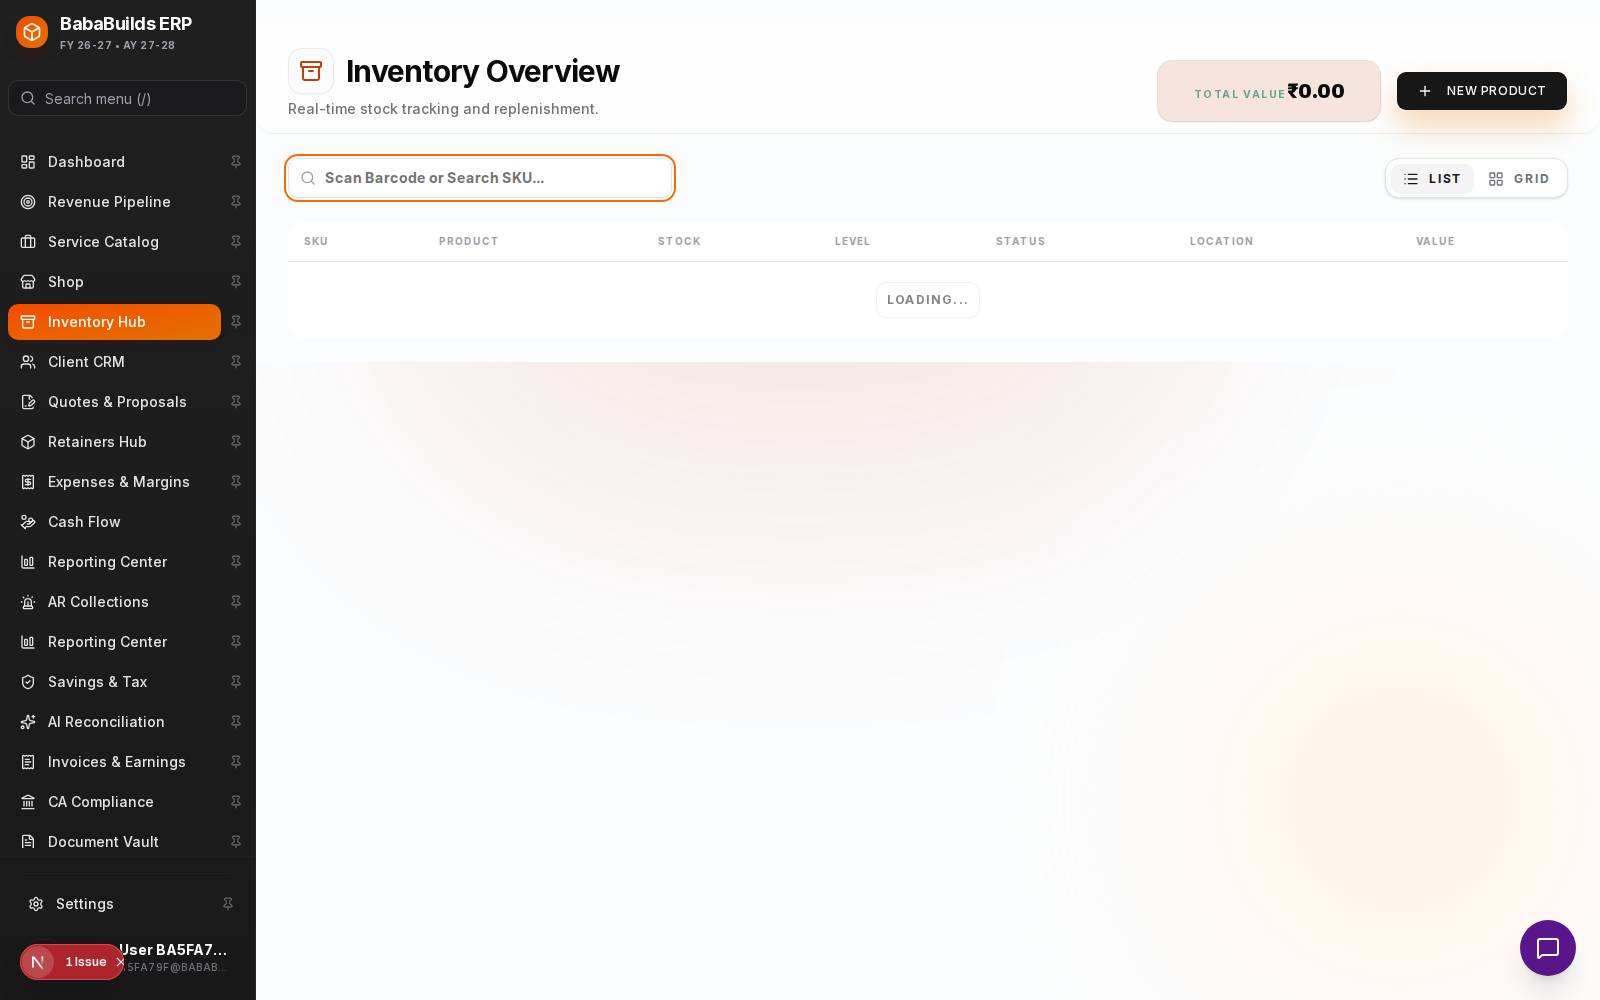 BabaBuilds ERP
FY 26-27 • AY 27-28
Search menu (/)
Dashboard
Revenue Pipeline
Service Catalog
Shop
Inventory Hub
Client CRM
Quotes & Proposals
Retainers Hub
Expenses & Margins
Cash Flow
Reporting Center
AR Collections
Reporting Center
Savings & Tax
AI Reconciliation
Invoices & Earnings
CA Compliance
Document Vault
Settings
User BA5FA7...
5FA79F@BABAB...
1 Issue
Inventory Overview
Real-time stock tracking and replenishment.
TOTAL VALUE ₹0.00
NEW PRODUCT
Scan Barcode or Search SKU...
LIST GRID
SKU PRODUCT STOCK LEVEL STATUS LOCATION VALUE
LOADING...